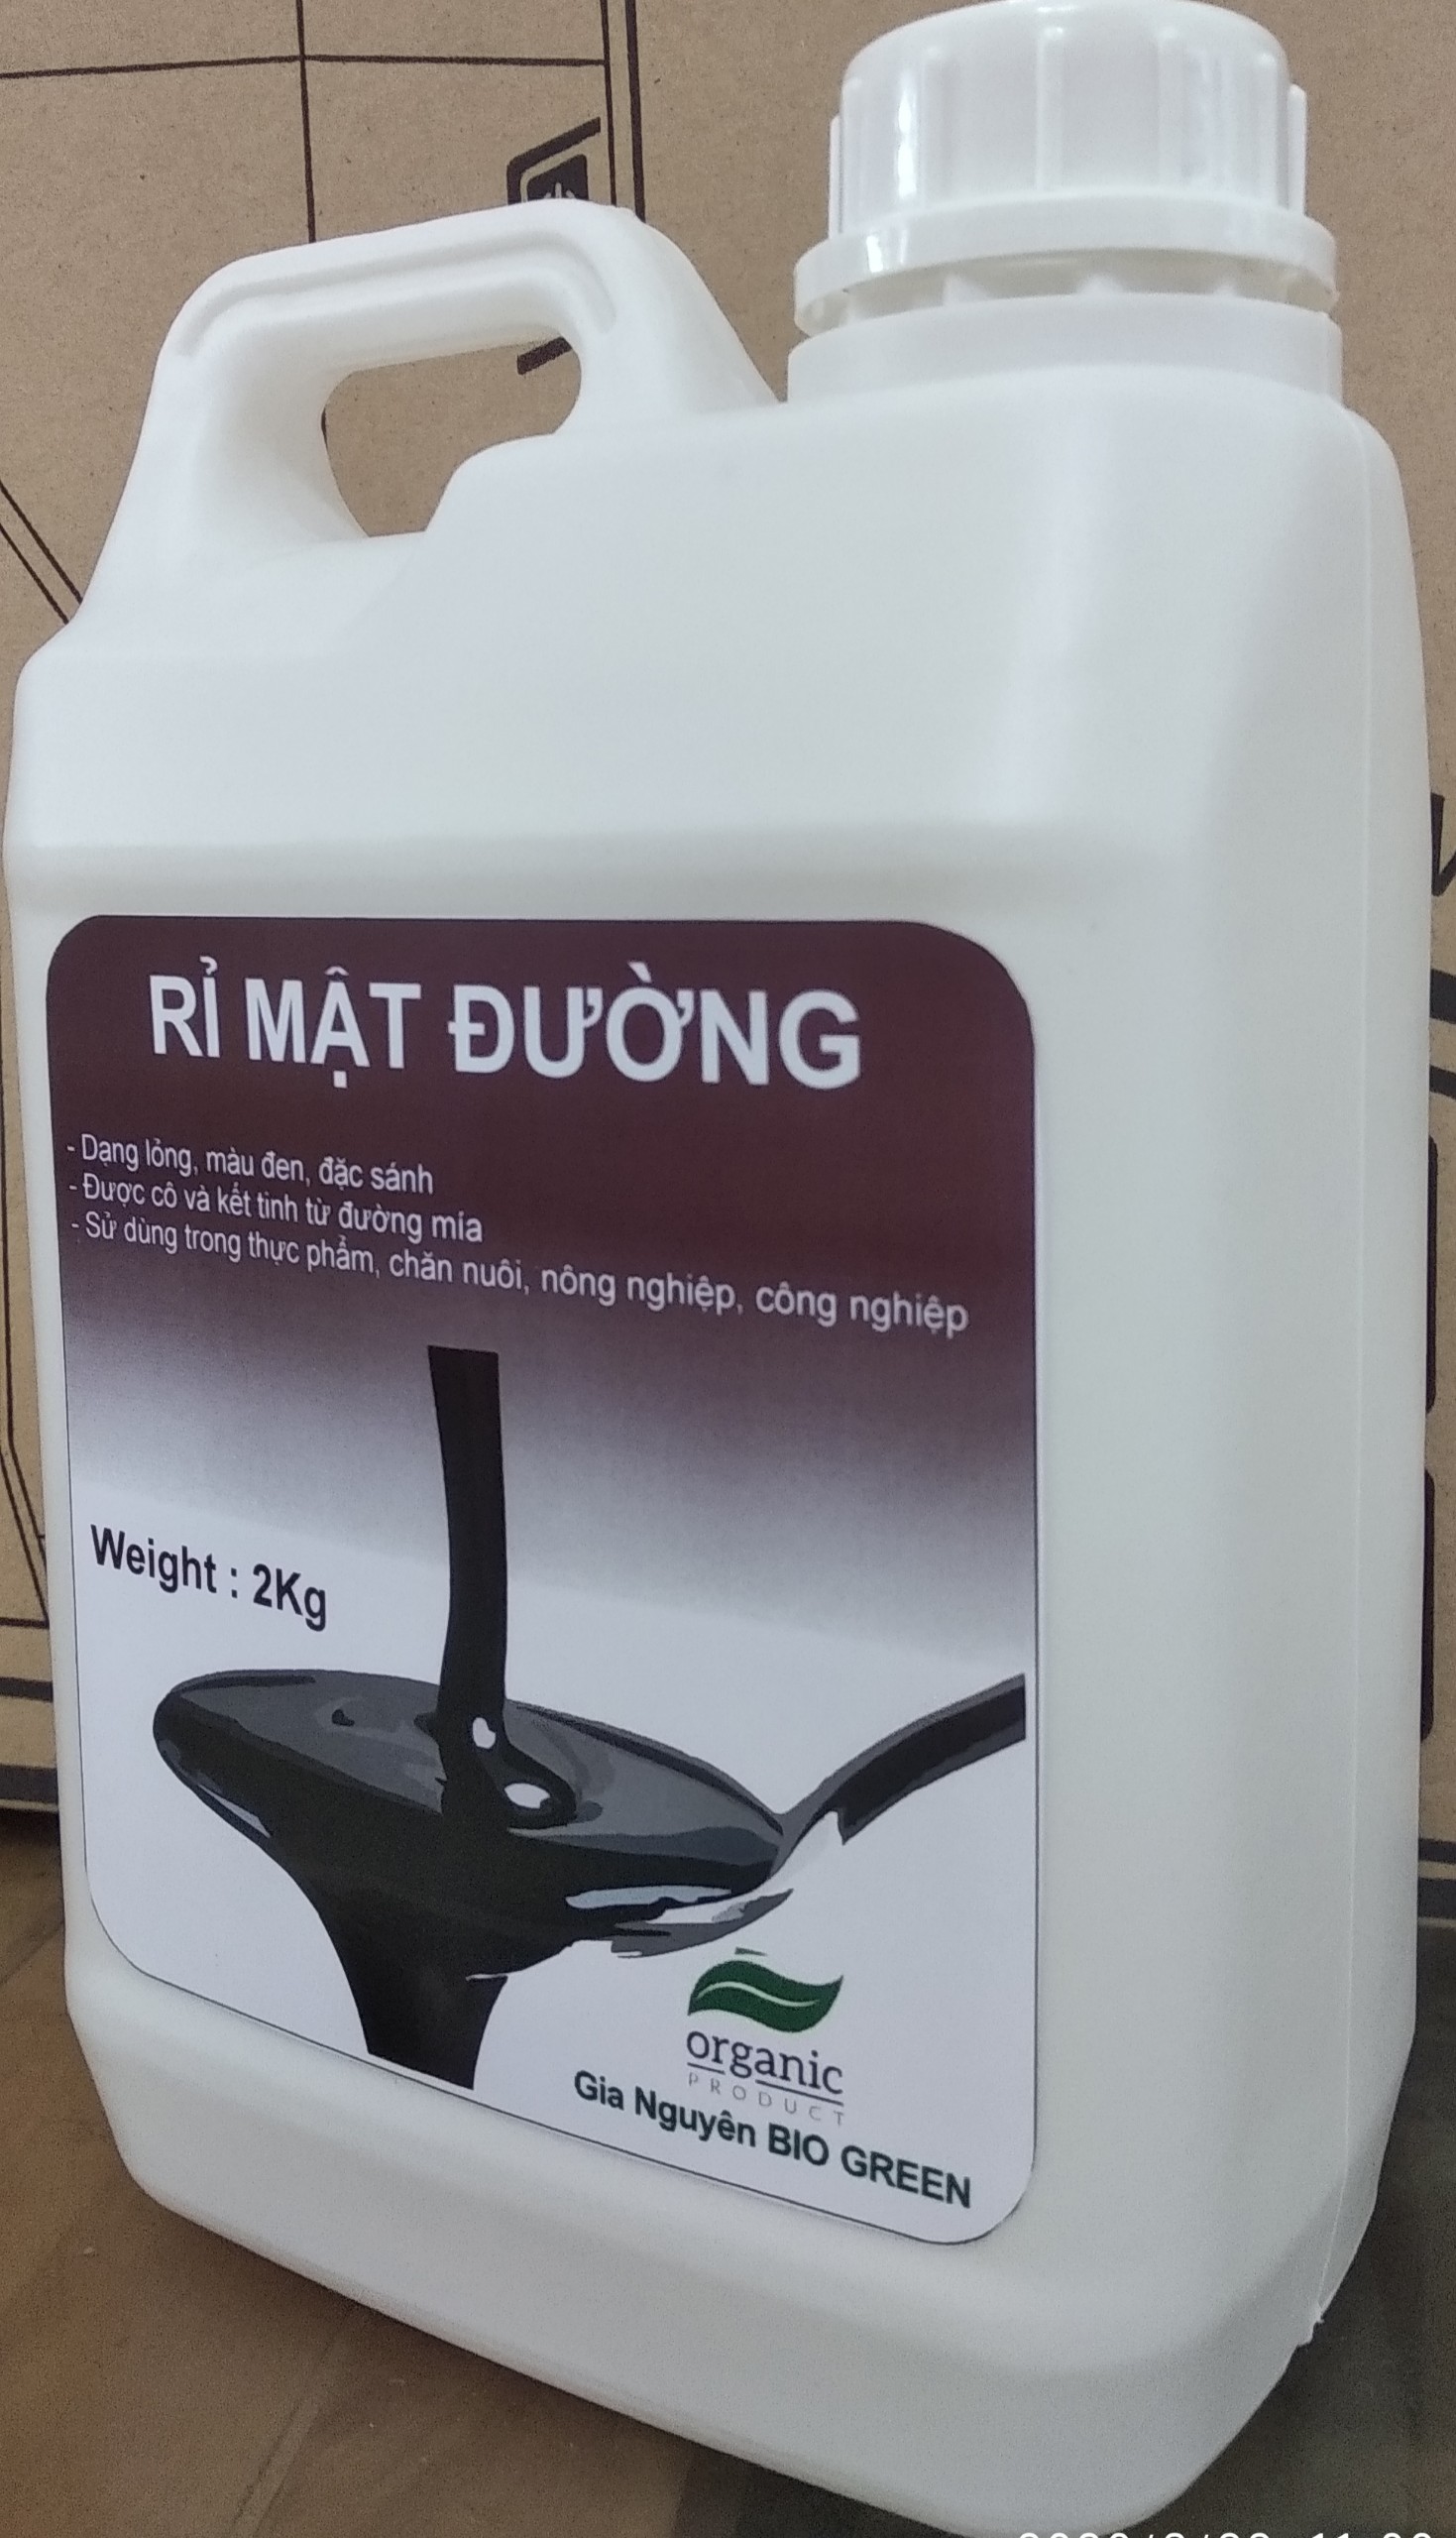 RỈ MẬT ĐƯỜNG
- Dạng lỏng, màu đen, đặc sánh
- Được cô và kết tinh từ đường mía
- Sử dùng trong thực phẩm, chăn nuôi, nông nghiệp, công nghiệp
Weight : 2Kg
organic
PRODUCT
Gia Nguyên BIO GREEN